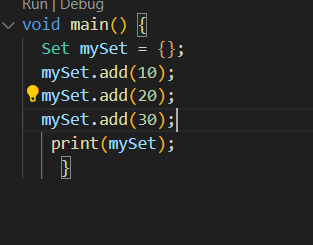 Run | Debug
void main() {
Set mySet = {};
mySet.add(10);
mySet.add(20);
mySet.add(30);
print(mySet);
}